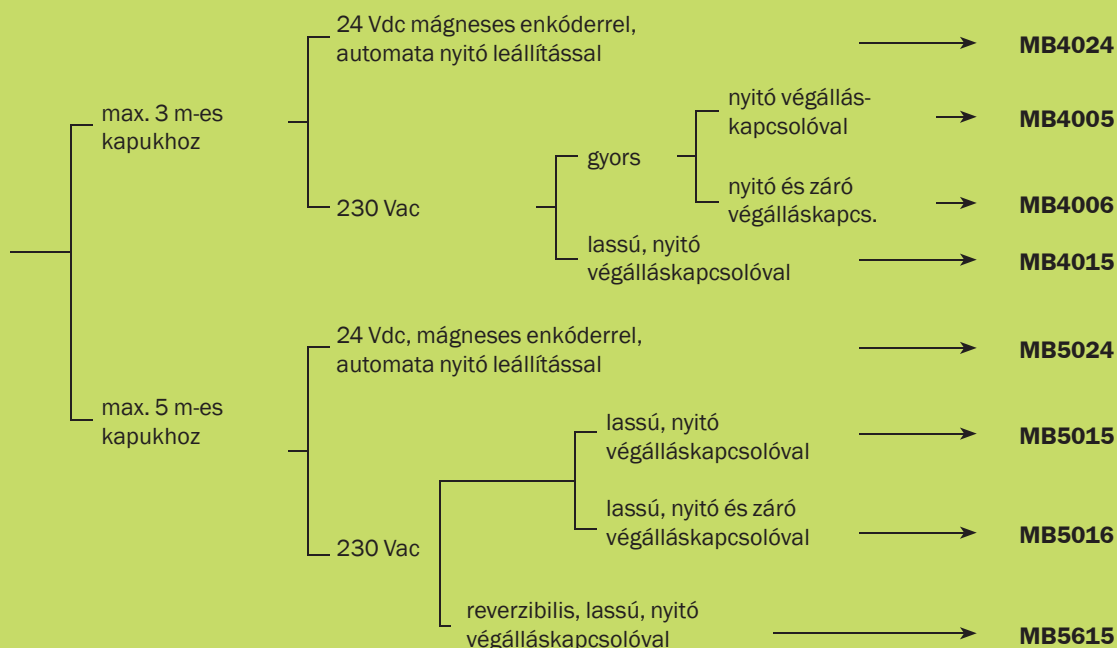 24 Vdc mágneses enkóderrel,
automata nyitó leállítással
MB4024
max. 3 m-es
kapukhoz
nyitó végállás-
kapcsolóval
MB4005
gyors
nyitó és záró
végálláskapcs.
MB4006
230 Vac
lassú, nyitó
végálláskapcsolóval
MB4015
24 Vdc, mágneses enkóderrel,
automata nyitó leállítással
MB5024
max. 5 m-es
kapukhoz
lassú, nyitó
végálláskapcsolóval
MB5015
lassú, nyitó és záró
végálláskapcsolóval
MB5016
230 Vac
reverzibilis, lassú, nyitó
végálláskapcsolóval
MB5615